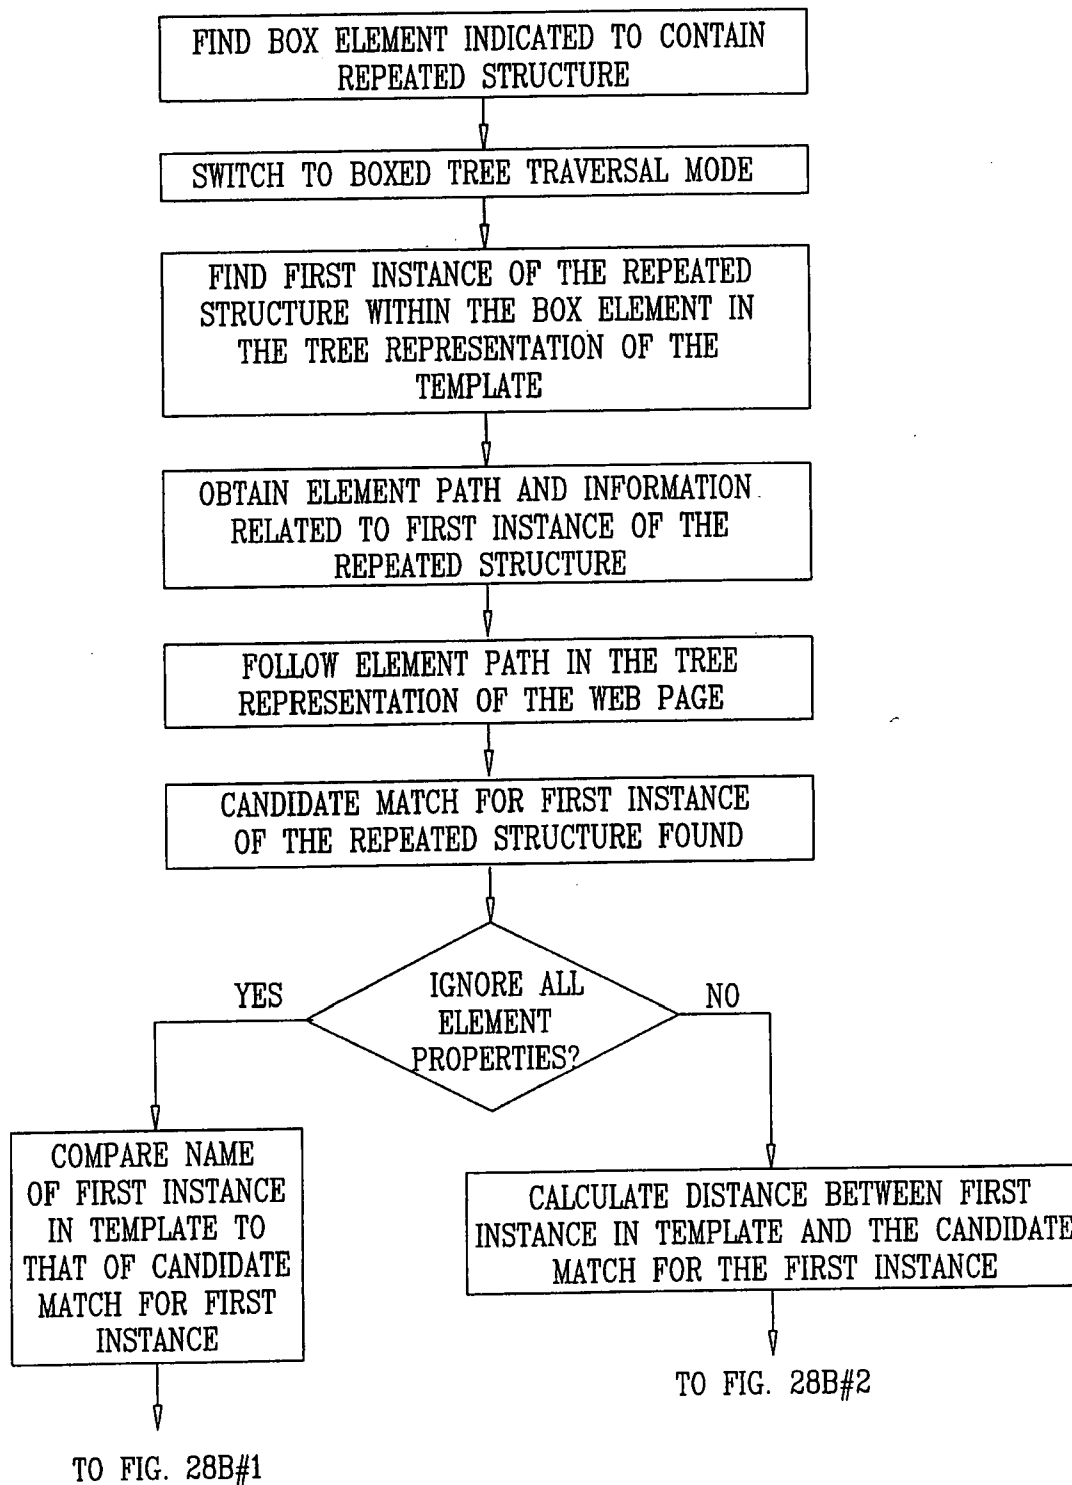 FIND BOX ELEMENT INDICATED TO CONTAIN
REPEATED STRUCTURE
SWITCH TO BOXED TREE TRAVERSAL MODE
FIND FIRST INSTANCE OF THE REPEATED
STRUCTURE WITHIN THE BOX ELEMENT IN
THE TREE REPRESENTATION OF THE
TEMPLATE
OBTAIN ELEMENT PATH AND INFORMATION
RELATED TO FIRST INSTANCE OF THE
REPEATED STRUCTURE
FOLLOW ELEMENT PATH IN THE TREE
REPRESENTATION OF THE WEB PAGE
CANDIDATE MATCH FOR FIRST INSTANCE
OF THE REPEATED STRUCTURE FOUND
IGNORE ALL
ELEMENT
PROPERTIES?
YES
NO
COMPARE NAME
OF FIRST INSTANCE
IN TEMPLATE TO
THAT OF CANDIDATE
MATCH FOR FIRST
INSTANCE
CALCULATE DISTANCE BETWEEN FIRST
INSTANCE IN TEMPLATE AND THE CANDIDATE
MATCH FOR THE FIRST INSTANCE
TO FIG. 28B#2
TO FIG. 28B#1